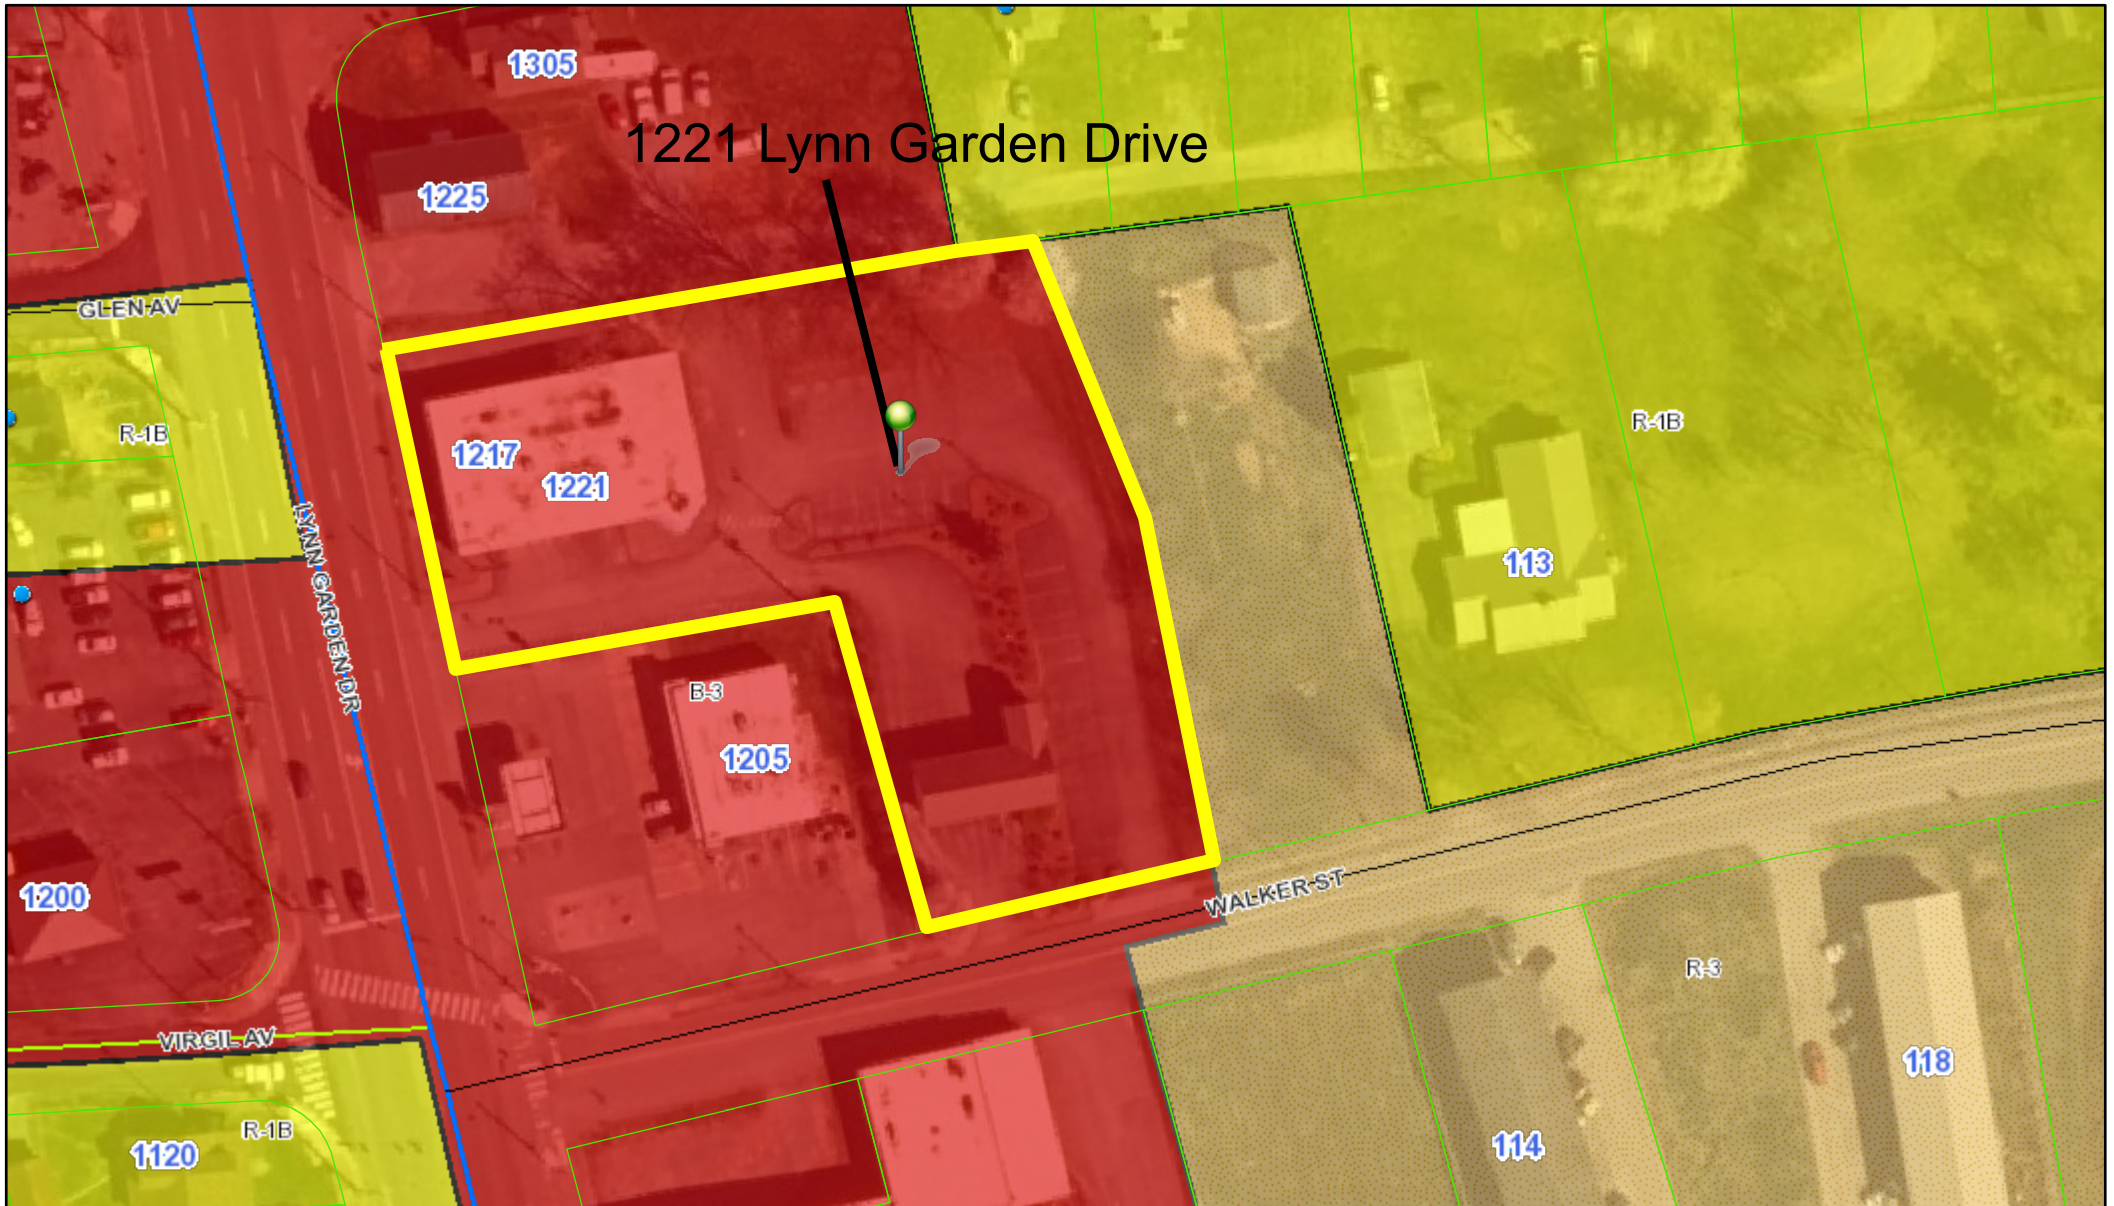 1305
1221 Lynn Garden Drive
1225
GLEN AV
R-1B
R-1B
1217
1221
LYNN GARDEN DR
113
B-3
1205
1200
WALKER ST
R-3
VIRGIL AV
118
R-1B
1120
114